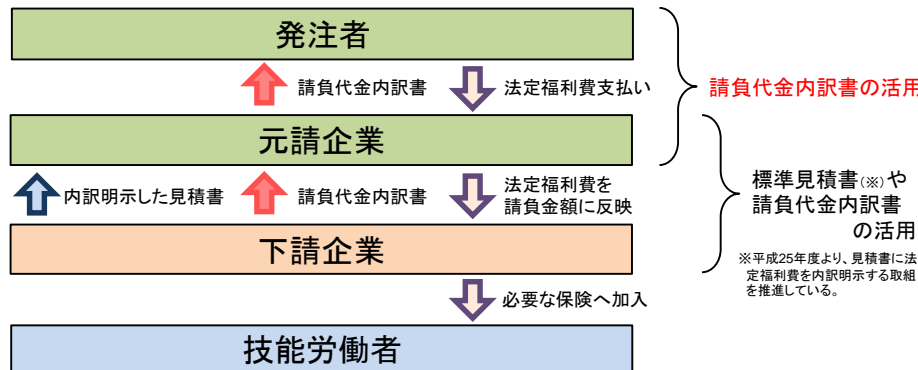 発注者
請負代金内訳書
法定福利費支払い
請負代金内訳書の活用
元請企業
内訳明示した見積書
請負代金内訳書
法定福利費を
請負金額に反映
標準見積書(※)や
請負代金内訳書
の活用
※平成25年度より、見積書に法
定福利費を内訳明示する取組
を推進している。
下請企業
必要な保険へ加入
技能労働者